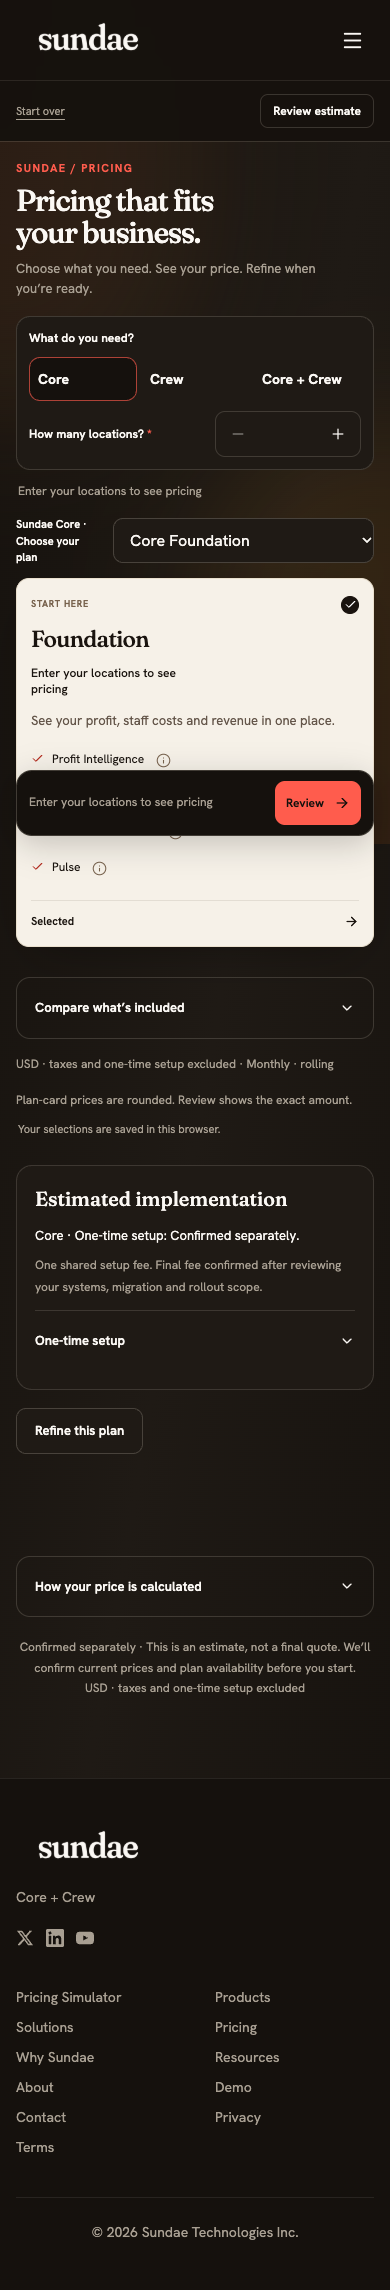 sundae
Start over
Review estimate
SUNDAE / PRICING
Pricing that fits
your business.
Choose what you need. See your price. Refine when
you're ready.
What do you need?
Core
Crew
Core + Crew
How many locations? *
Enter your locations to see pricing
Sundae Core ·
Choose your
plan
Core Foundation
START HERE
Foundation
Enter your locations to see
pricing
See your profit, staff costs and revenue in one place.
Profit Intelligence
Enter your locations to see pricing
Review
Pulse
Selected
Compare what's included
USD · taxes and one-time setup excluded · Monthly · rolling
Plan-card prices are rounded. Review shows the exact amount.
Your selections are saved in this browser.
Estimated implementation
Core · One-time setup: Confirmed separately.
One shared setup fee. Final fee confirmed after reviewing
your systems, migration and rollout scope.
One-time setup
Refine this plan
How your price is calculated
Confirmed separately · This is an estimate, not a final quote. We'll
confirm current prices and plan availability before you start.
USD · taxes and one-time setup excluded
sundae
Core + Crew
Pricing Simulator
Products
Solutions
Pricing
Why Sundae
Resources
About
Demo
Contact
Privacy
Terms
© 2026 Sundae Technologies Inc.